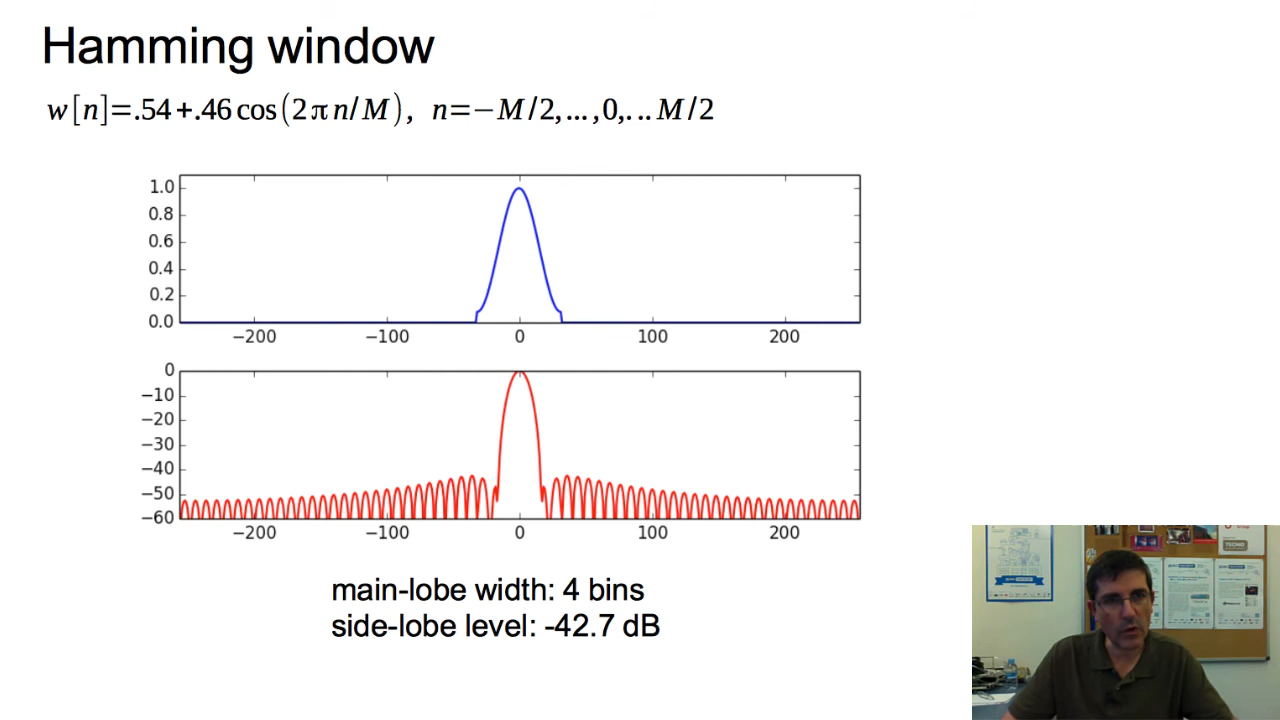 Hamming window
w[n]=.54+.46cos(2πn/M), n=−M/2,...,0,...M/2
1.0
0.8
0.6
0.4
0.2
0.0
−200 −100 0 100 200
0
−10
−20
−30
−40
−50
−60
−200 −100 0 100 200
main-lobe width: 4 bins
side-lobe level: -42.7 dB